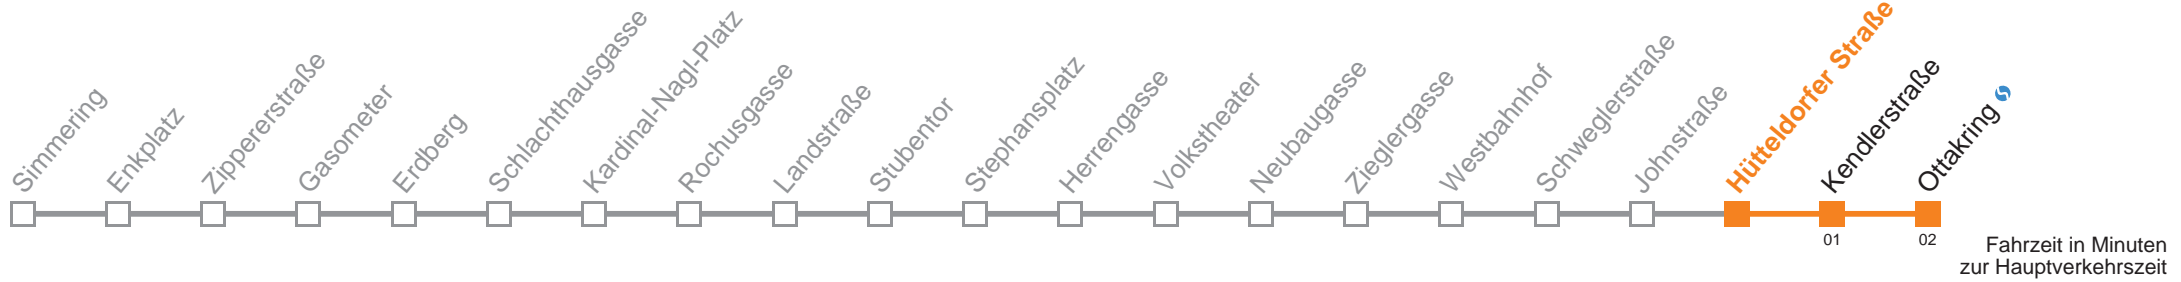 Simmering
Enkplatz
Zippererstraße
Gasometer
Erdberg
Schlachthausgasse
Kardinal-Nagl-Platz
Rochusgasse
Landstraße
Stubentor
Stephansplatz
Herrengasse
Volkstheater
Neubaugasse
Zieglergasse
Westbahnhof
Schweglerstraße
Johnstraße
Hütteldorfer Straße
Kendlerstraße
Ottakring
01
02
Fahrzeit in Minuten
zur Hauptverkehrszeit